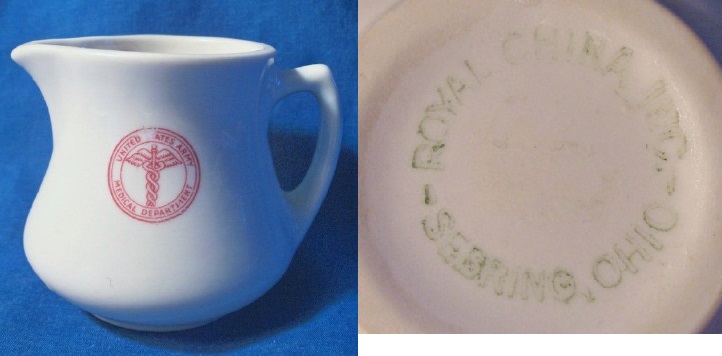 UNITED  ATES ARMY
MEDICAL DEPARTMENT
ROYAL CHINA, INC.
SEBRING, OHIO